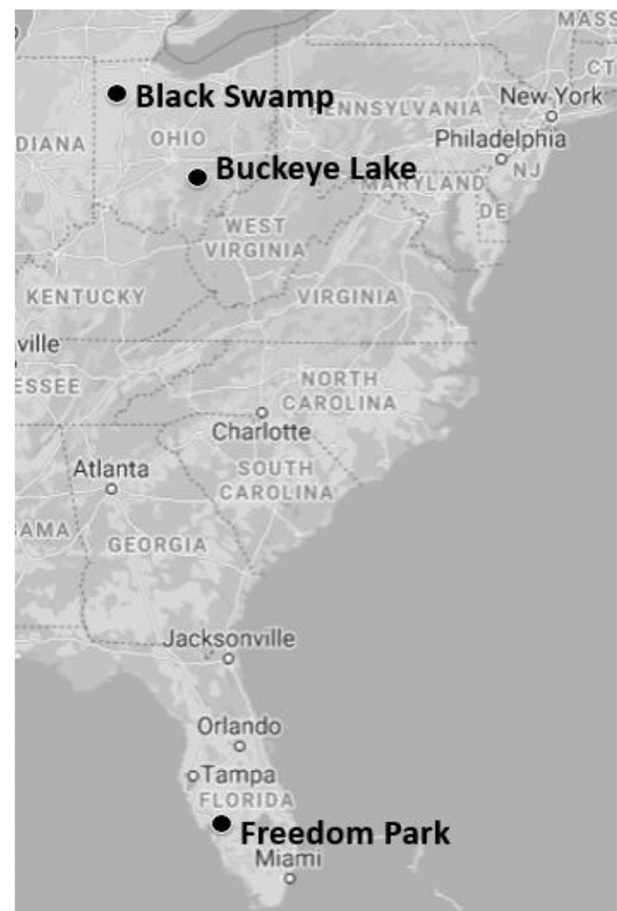 MASS
CT
Black Swamp
ENNSYLVANIA
New York
DIANA
OHIO
Philadelphia
NJ
Buckeye Lake
MARYLAND
DE
WEST
VIRGINIA
KENTUCKY
VIRGINIA
ville
ESSEE
NORTH
CAROLINA
Charlotte
Atlanta
SOUTH
CAROLINA
AMA
GEORGIA
Jacksonville
Orlando
Tampa
FLORIDA
Freedom Park
Miami